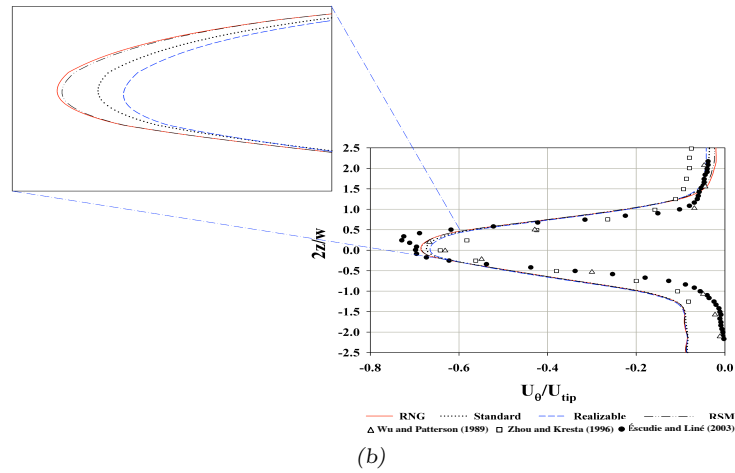 2.5
2.0
1.5
1.0
0.5
0.0
-0.5
-1.0
-1.5
-2.0
-2.5
2z/w
-0.8 -0.6 -0.4 -0.2 0.0
Uθ/Utip
RNG Standard Realizable RSM
Wu and Patterson (1989) Zhou and Kresta (1996) Éscudie and Liné (2003)
(b)